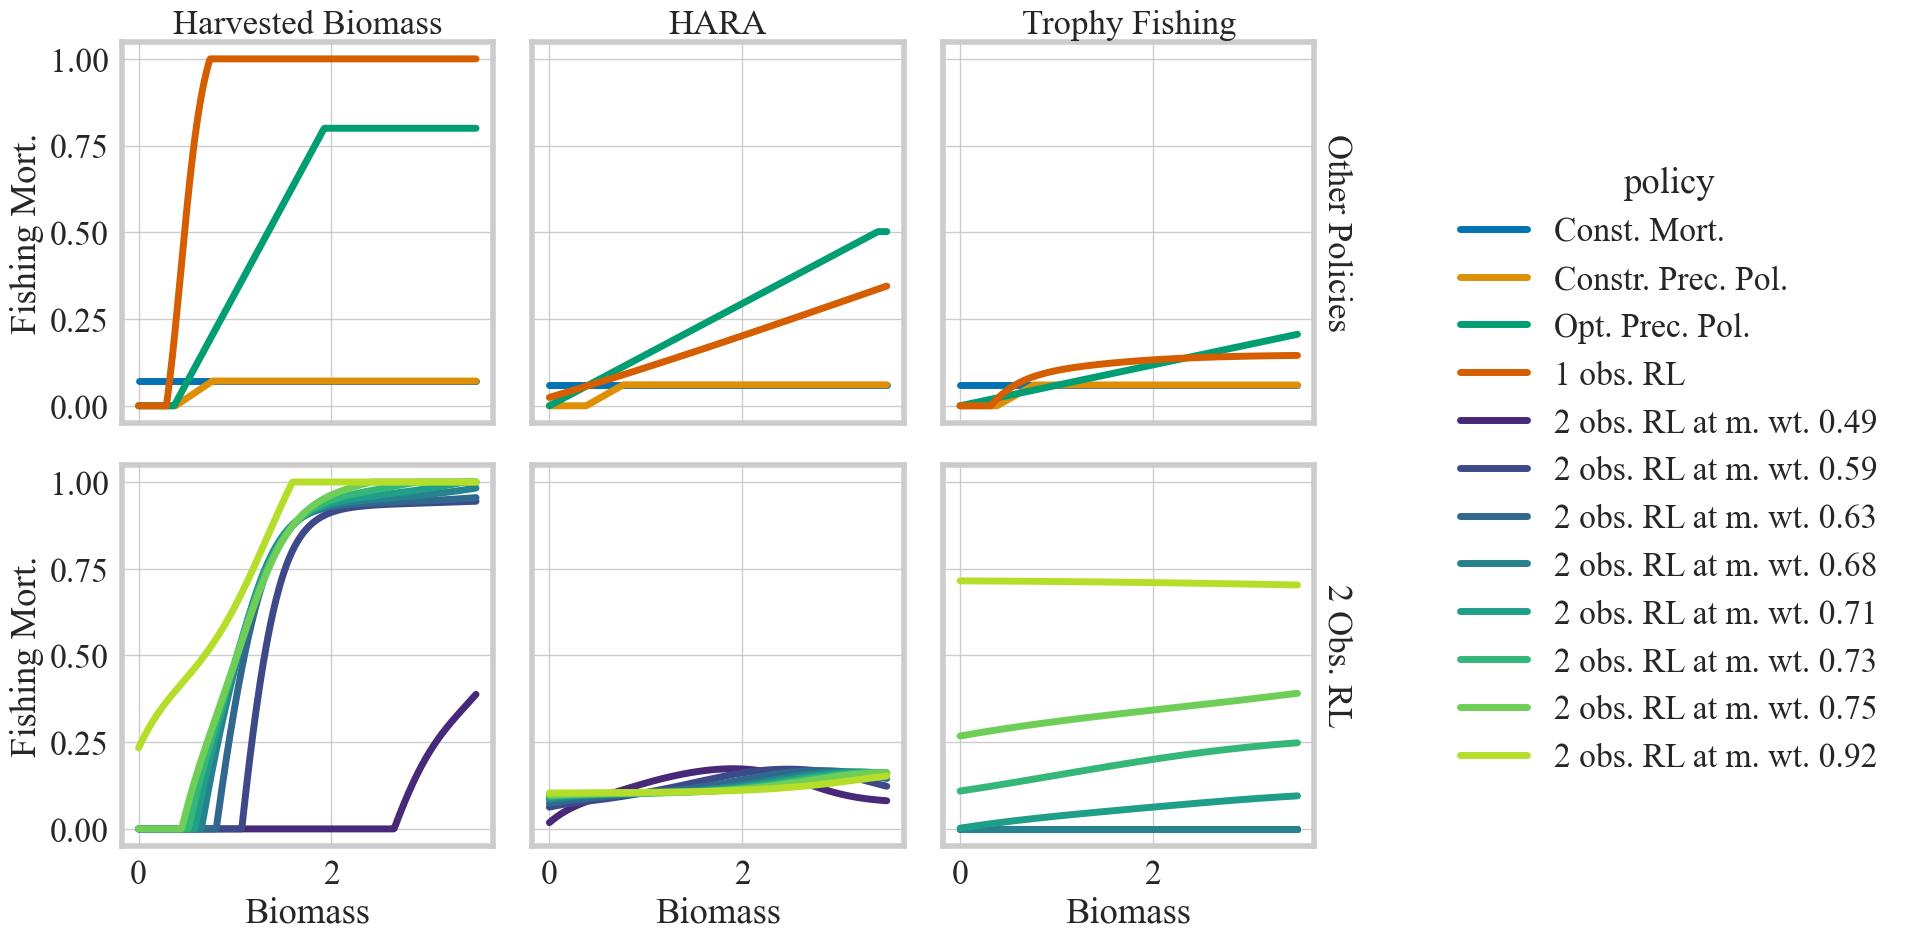 Harvested Biomass
HARA
Trophy Fishing
Fishing Mort.
1.00
0.75
0.50
0.25
0.00
Other Policies
Fishing Mort.
1.00
0.75
0.50
0.25
0.00
2 Obs. RL
0 2
0 2
0 2
Biomass
Biomass
Biomass
policy
Const. Mort.
Constr. Prec. Pol.
Opt. Prec. Pol.
1 obs. RL
2 obs. RL at m. wt. 0.49
2 obs. RL at m. wt. 0.59
2 obs. RL at m. wt. 0.63
2 obs. RL at m. wt. 0.68
2 obs. RL at m. wt. 0.71
2 obs. RL at m. wt. 0.73
2 obs. RL at m. wt. 0.75
2 obs. RL at m. wt. 0.92